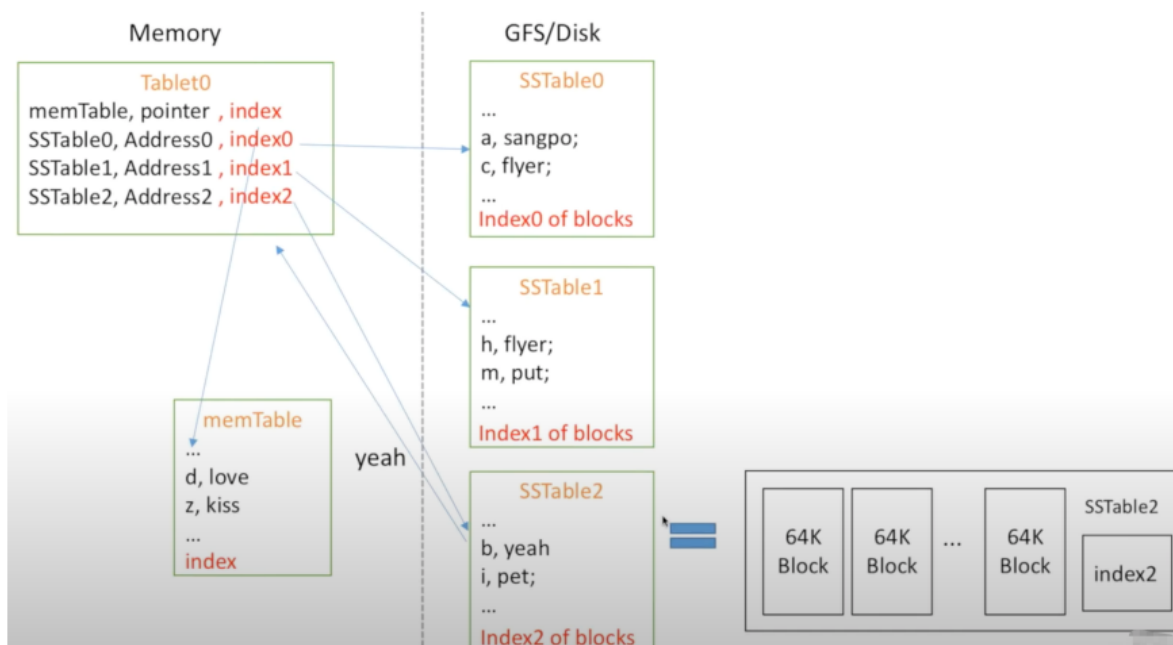 Memory
GFS/Disk
Tablet0
memTable, pointer , index
SSTable0, Address0 , index0
SSTable1, Address1 , index1
SSTable2, Address2 , index2
SSTable0
...
a, sangpo;
c, flyer;
...
Index0 of blocks
SSTable1
...
h, flyer;
m, put;
...
Index1 of blocks
memTable
...
d, love
z, kiss
...
index
yeah
SSTable2
...
b, yeah
i, pet;
...
Index2 of blocks
64K
Block
64K
Block
...
64K
Block
SSTable2
index2